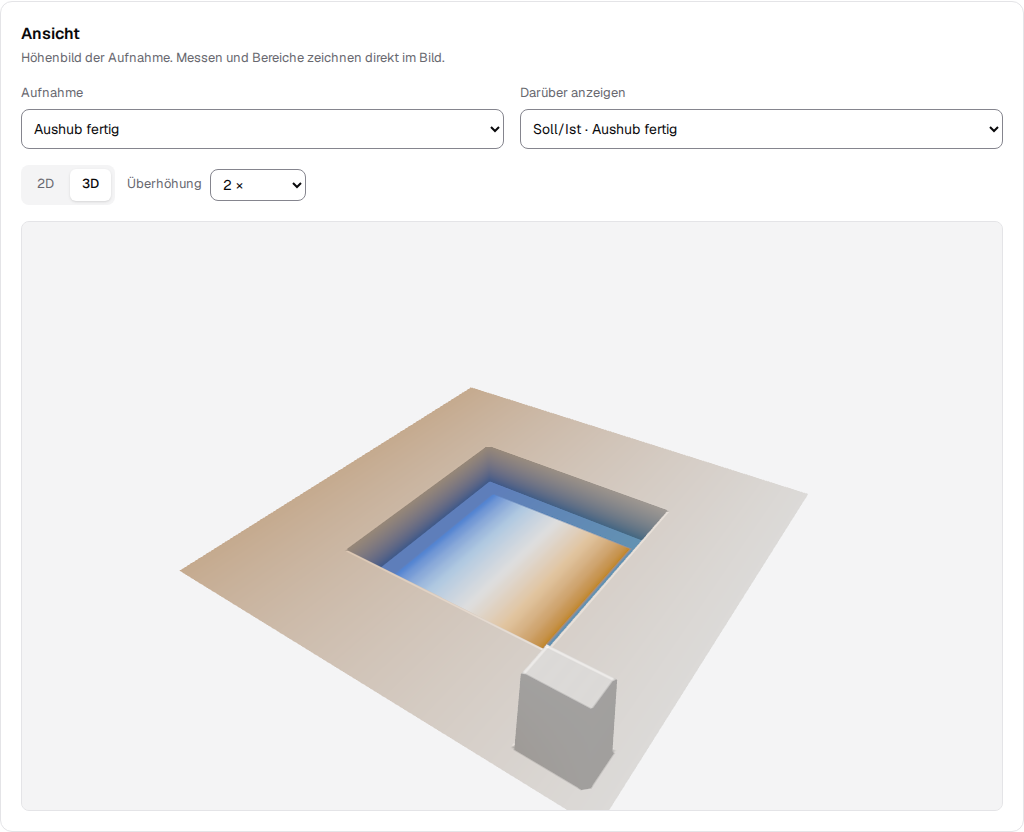 Ansicht
Höhenbild der Aufnahme. Messen und Bereiche zeichnen direkt im Bild.
Aufnahme
Darüber anzeigen
Aushub fertig
Soll/Ist · Aushub fertig
2D
3D
Überhöhung
2 ×